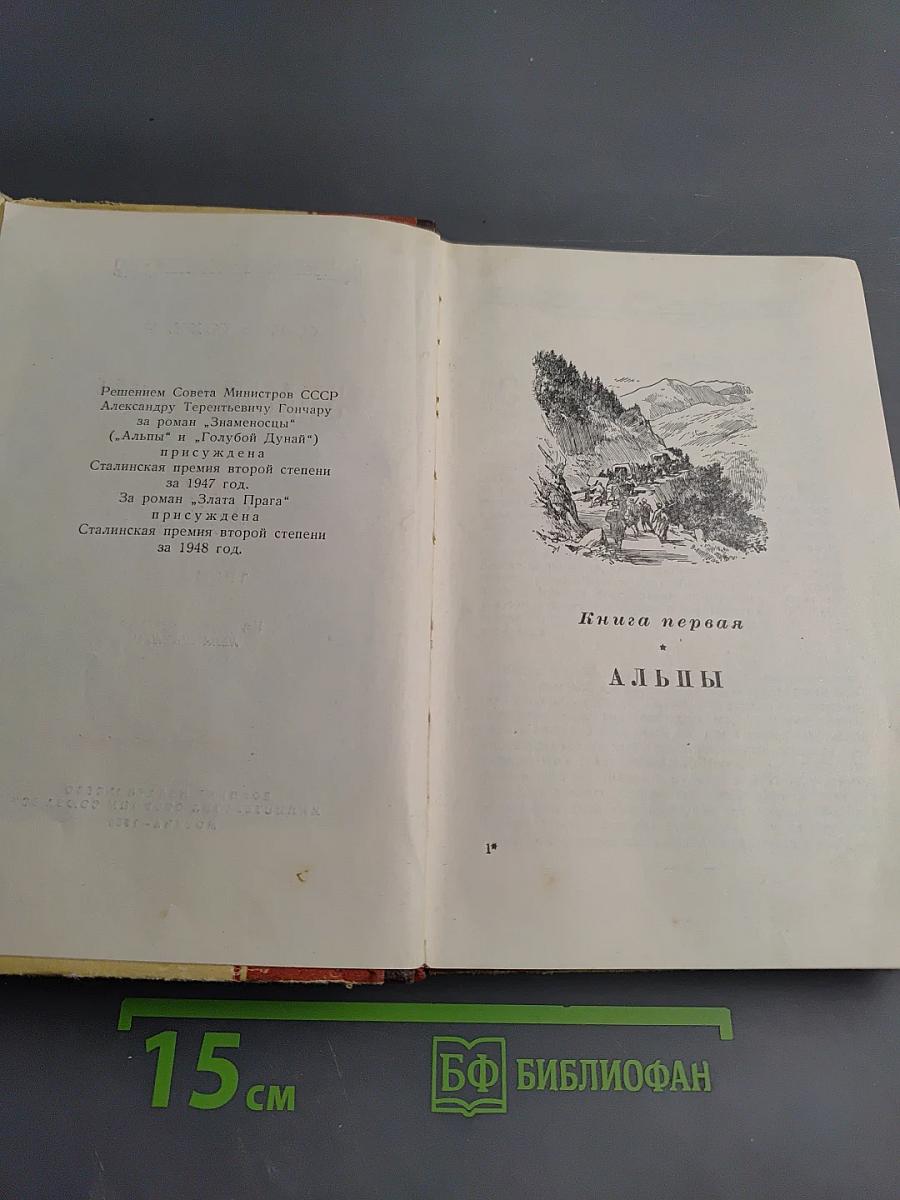 Решением Совета Министров СССР
Александру Терентьевичу Гончару
за роман „Знаменосцы“
(„Альпы“ и „Голубой Дунай“)
присуждена
Сталинская премия второй степени
за 1947 год.
За роман „Злата Прага“
присуждена
Сталинская премия второй степени
за 1948 год.
Книга первая
*
АЛЬПЫ
1*
15 см
БФ БИБЛИОФАН